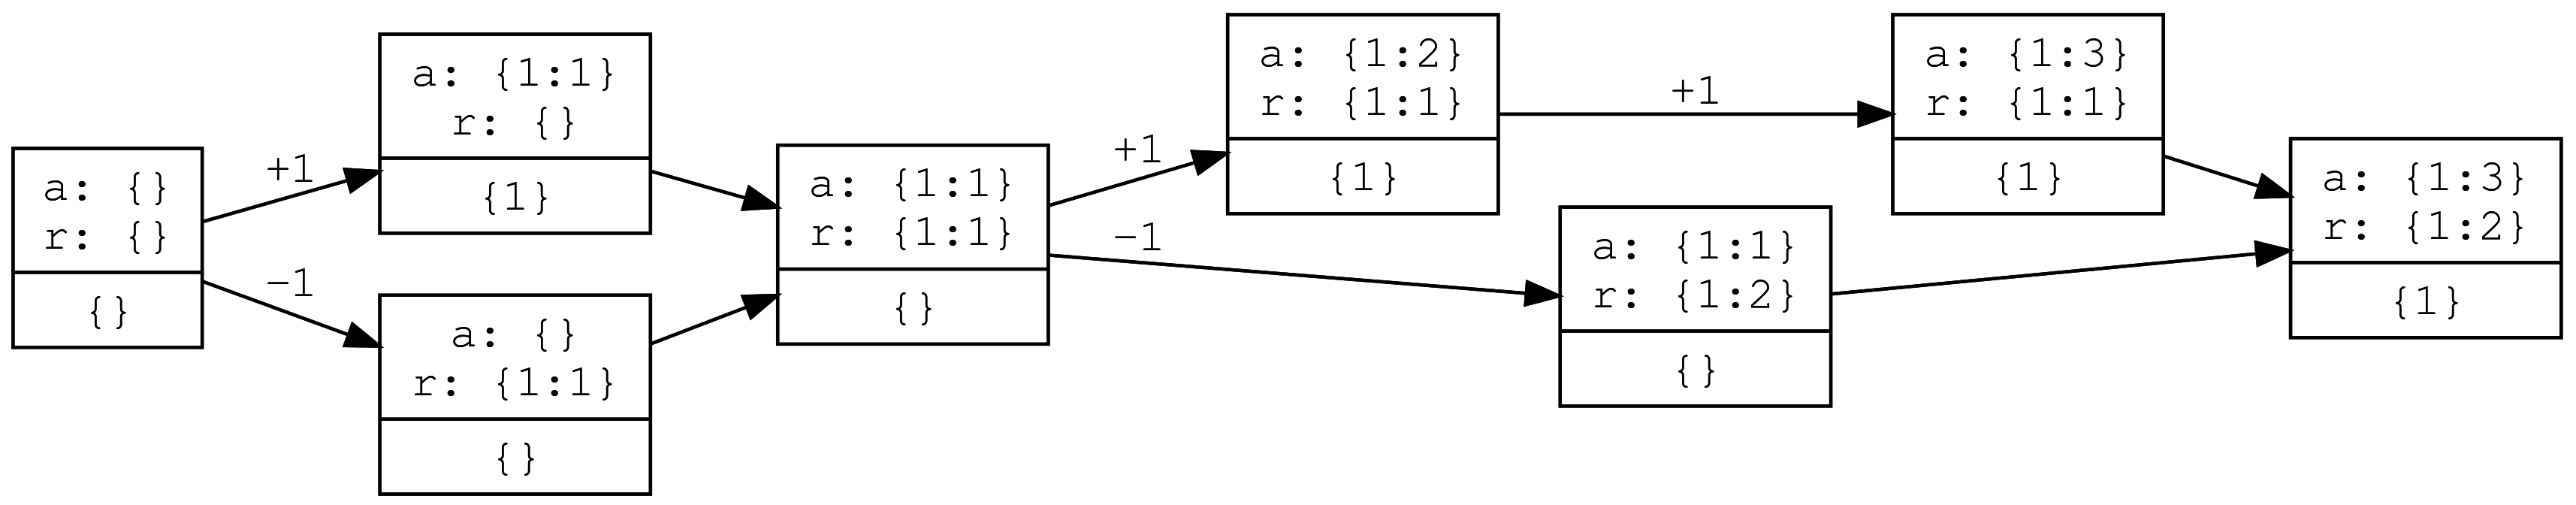 a: {}
r: {}
{}
+1
-1
a: {1:1}
r: {}
{1}
a: {}
r: {1:1}
{}
a: {1:1}
r: {1:1}
{}
+1
-1
a: {1:2}
r: {1:1}
{1}
+1
a: {1:1}
r: {1:2}
{}
a: {1:3}
r: {1:1}
{1}
a: {1:3}
r: {1:2}
{1}